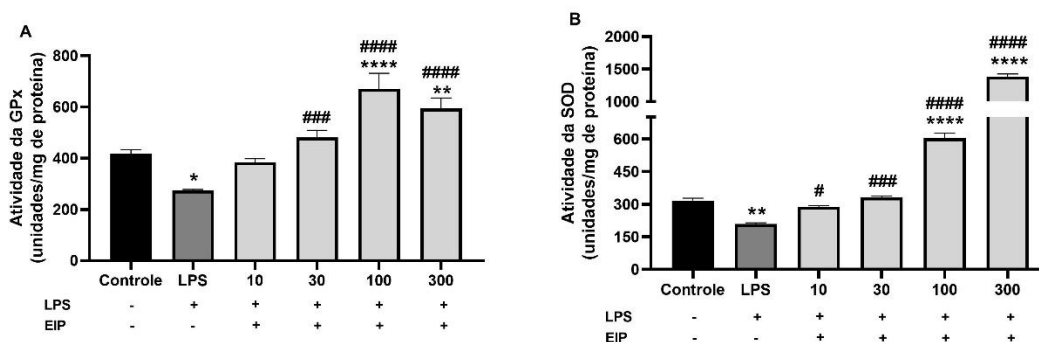 A
Atividade da GPx
(unidades/mg de proteína)
800
600
400
200
0
*
###
####
****
####
**
Controle LPS 10 30 100 300
LPS - + + + + +
EIP - - + + + +
B
Atividade da SOD
(unidades/mg de proteína)
2000
1500
1000
600
450
300
150
0
**
#
###
####
****
####
****
Controle LPS 10 30 100 300
LPS - + + + + +
EIP - - + + + +